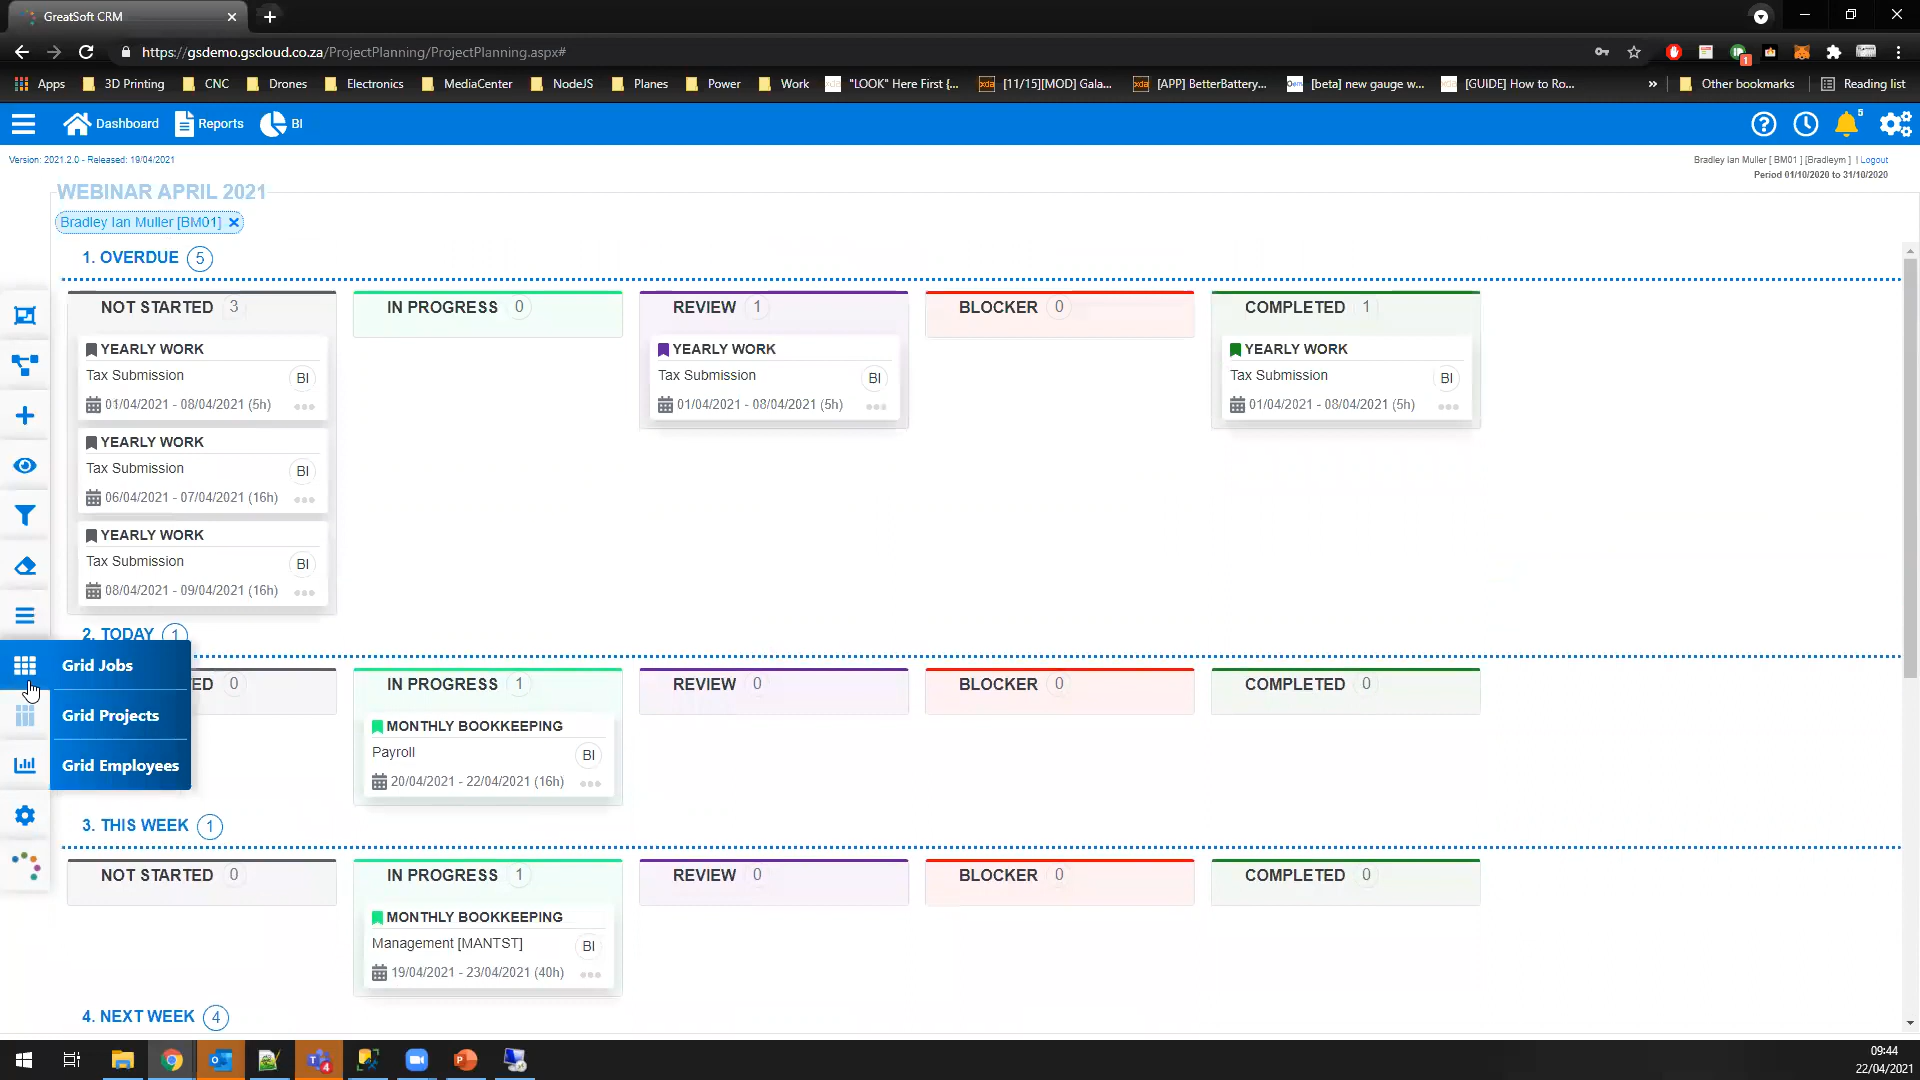 GreatSoft CRM
https://gsdemo.gscloud.co.za/ProjectPlanning/ProjectPlanning.aspx#
1
Apps 3D Printing CNC Drones Electronics MediaCenter NodeJS Planes Power Work "LOOK" Here First {... [11/15][MOD] Gala... [APP] BetterBattery... [beta] new gauge w... [GUIDE] How to Ro... » Other bookmarks Reading list
Dashboard Reports BI
5
Version: 2021.2.0 - Released: 19/04/2021
Bradley Ian Muller [ BM01 ] [Bradleym ] | Logout
Period 01/10/2020 to 31/10/2020
WEBINAR APRIL 2021
Bradley Ian Muller [BM01]
1. OVERDUE 5
NOT STARTED 3 IN PROGRESS 0 REVIEW 1 BLOCKER 0 COMPLETED 1
YEARLY WORK YEARLY WORK YEARLY WORK
Tax Submission BI Tax Submission BI Tax Submission BI
01/04/2021 - 08/04/2021 (5h) 01/04/2021 - 08/04/2021 (5h) 01/04/2021 - 08/04/2021 (5h)
YEARLY WORK
Tax Submission BI
06/04/2021 - 07/04/2021 (16h)
YEARLY WORK
Tax Submission BI
08/04/2021 - 09/04/2021 (16h)
2. TODAY 1
Grid Jobs
ED 0 IN PROGRESS 1 REVIEW 0 BLOCKER 0 COMPLETED 0
Grid Projects
MONTHLY BOOKKEEPING
Payroll BI
Grid Employees
20/04/2021 - 22/04/2021 (16h)
3. THIS WEEK 1
NOT STARTED 0 IN PROGRESS 1 REVIEW 0 BLOCKER 0 COMPLETED 0
MONTHLY BOOKKEEPING
Management [MANTST] BI
19/04/2021 - 23/04/2021 (40h)
4. NEXT WEEK 4
4
09:44
22/04/2021